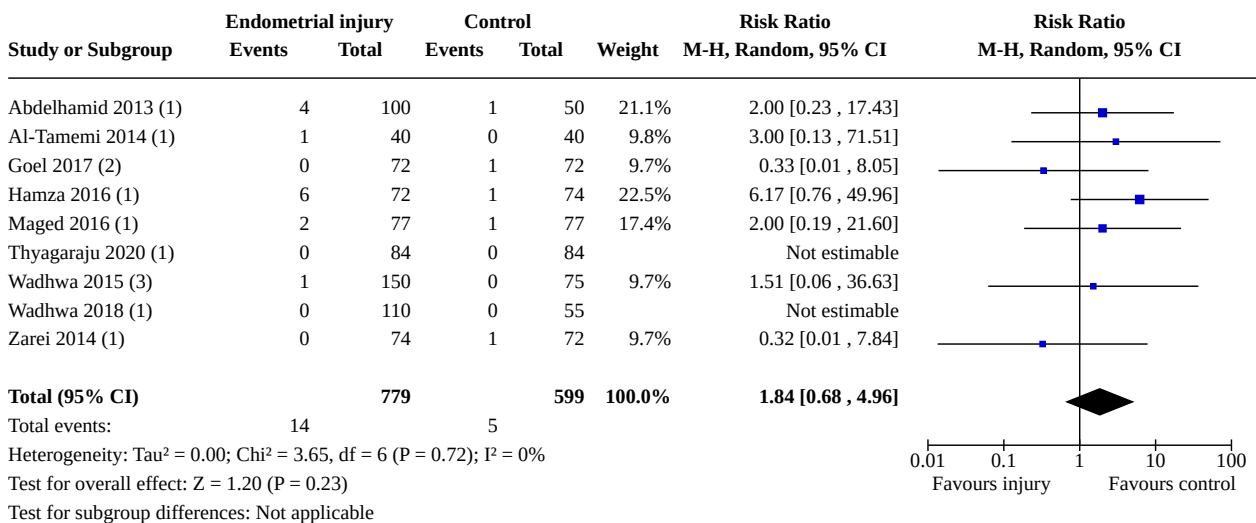 Endometrial injury Control Risk Ratio Risk Ratio
Study or Subgroup Events Total Events Total Weight M-H, Random, 95% CI M-H, Random, 95% CI
Abdelhamid 2013 (1) 4 100 1 50 21.1% 2.00 [0.23 , 17.43]
Al-Tamemi 2014 (1) 1 40 0 40 9.8% 3.00 [0.13 , 71.51]
Goel 2017 (2) 0 72 1 72 9.7% 0.33 [0.01 , 8.05]
Hamza 2016 (1) 6 72 1 74 22.5% 6.17 [0.76 , 49.96]
Maged 2016 (1) 2 77 1 77 17.4% 2.00 [0.19 , 21.60]
Thyagaraju 2020 (1) 0 84 0 84 Not estimable
Wadhwa 2015 (3) 1 150 0 75 9.7% 1.51 [0.06 , 36.63]
Wadhwa 2018 (1) 0 110 0 55 Not estimable
Zarei 2014 (1) 0 74 1 72 9.7% 0.32 [0.01 , 7.84]
Total (95% CI) 779 599 100.0% 1.84 [0.68 , 4.96]
Total events: 14 5
Heterogeneity: Tau² = 0.00; Chi² = 3.65, df = 6 (P = 0.72); I² = 0%
0.01 0.1 1 10 100
Test for overall effect: Z = 1.20 (P = 0.23) Favours injury Favours control
Test for subgroup differences: Not applicable